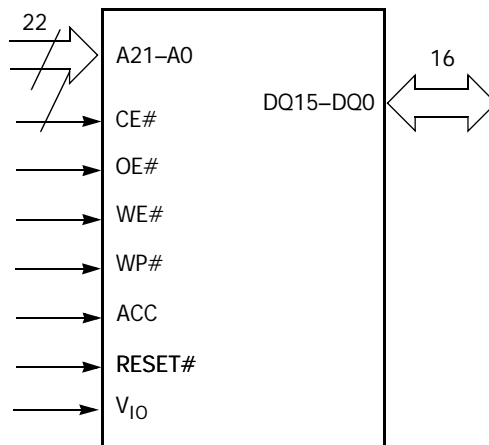 22
A21–A0
16
DQ15–DQ0
CE#
OE#
WE#
WP#
ACC
RESET#
VIO